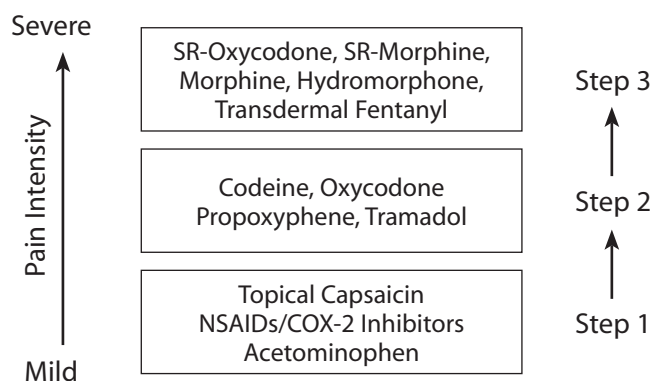 Severe
SR-Oxycodone, SR-Morphine,
Morphine, Hydromorphone,
Transdermal Fentanyl
Step 3
Pain Intensity
Codeine, Oxycodone
Propoxyphene, Tramadol
Step 2
Topical Capsaicin
NSAIDs/COX-2 Inhibitors
Acetominophen
Step 1
Mild